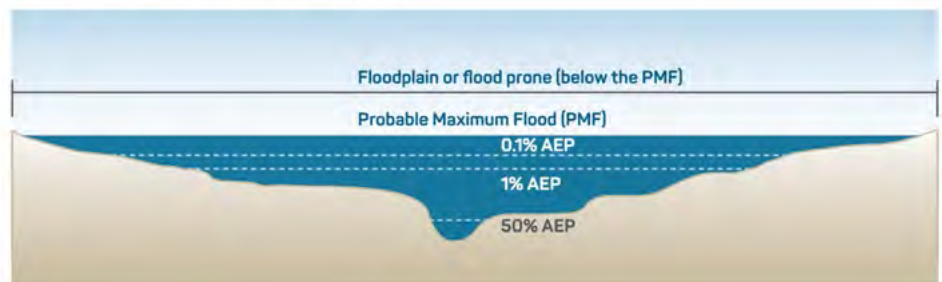 Floodplain or flood prone (below the PMF)
Probable Maximum Flood (PMF)
0.1% AEP
1% AEP
50% AEP